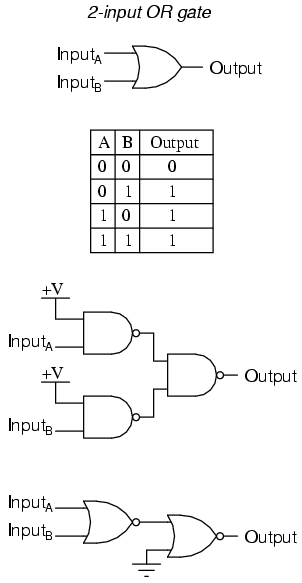 2-input OR gate
InputA
InputB
Output
A B Output
0 0 0
0 1 1
1 0 1
1 1 1
+V
InputA
+V
Output
InputB
InputA
InputB
Output